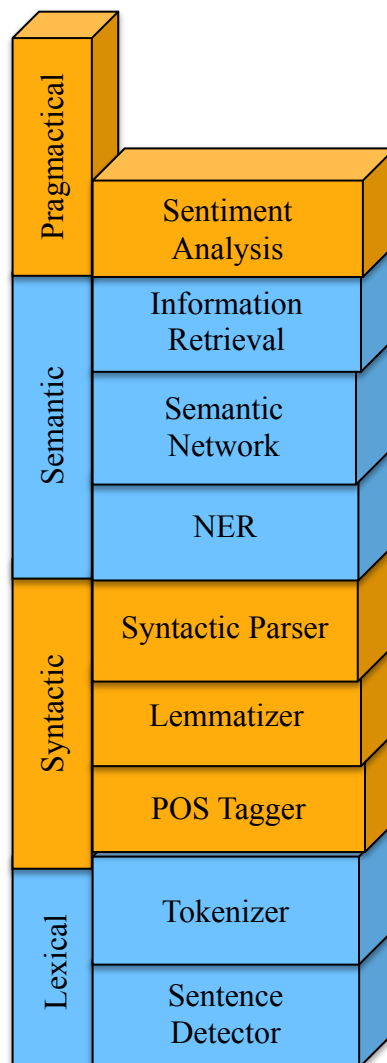 Pragmactical
Sentiment
Analysis
Information
Retrieval
Semantic
Semantic
Network
NER
Syntactic Parser
Syntactic
Lemmatizer
POS Tagger
Tokenizer
Lexical
Sentence
Detector